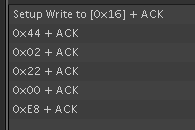 Setup Write to [0x16] + ACK
0x44 + ACK
0x02 + ACK
0x22 + ACK
0x00 + ACK
0xE8 + ACK